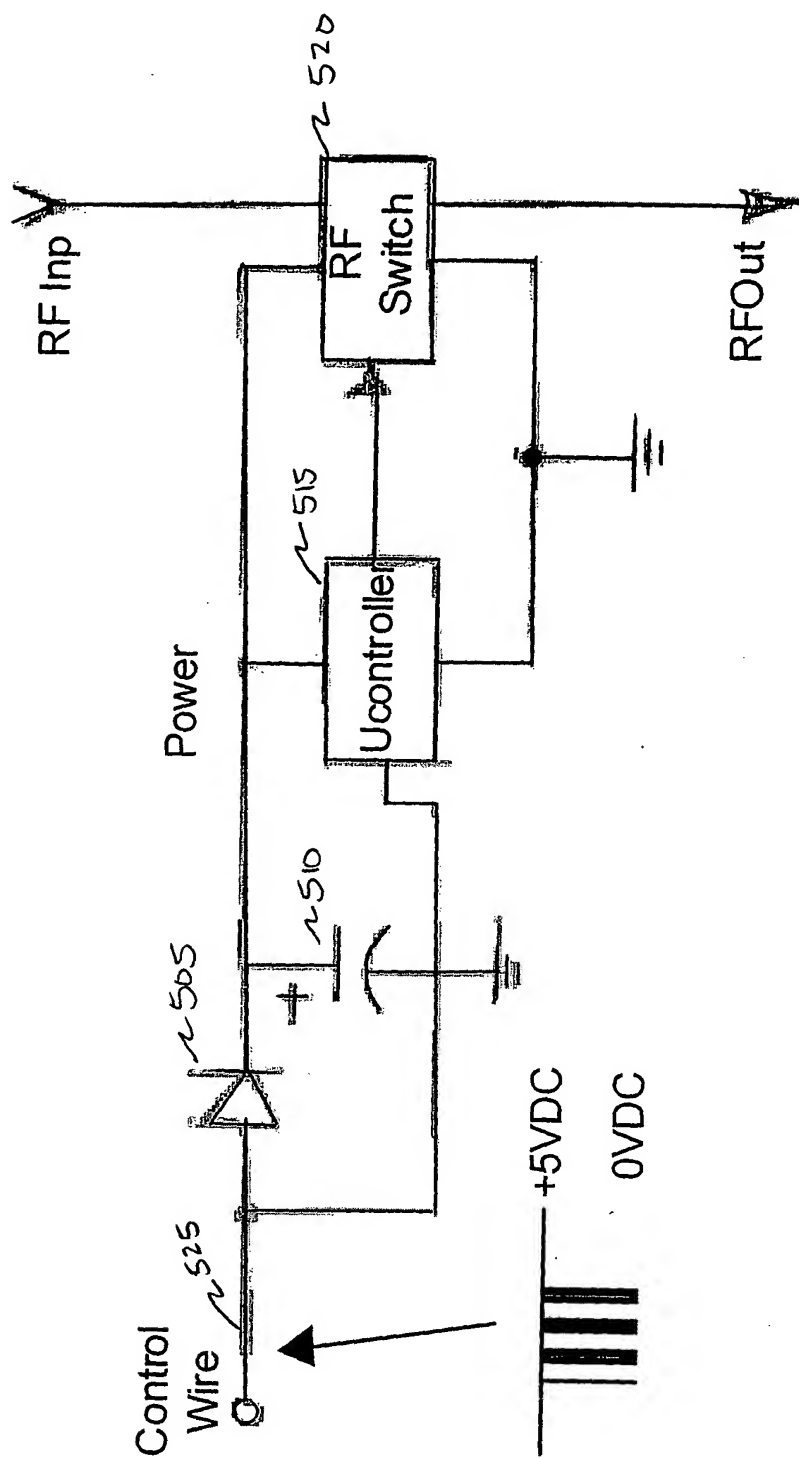 Control
Wire
525
505
+
510
Power
Ucontroller
515
RF Inp
RF
Switch
520
RFOut
+5VDC
0VDC